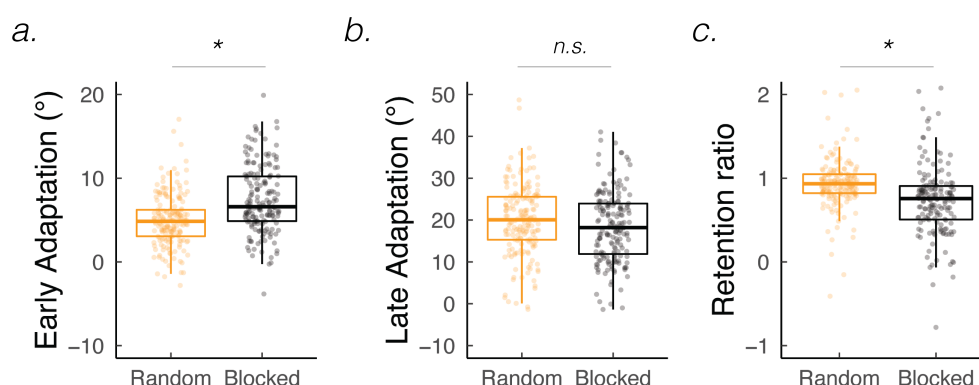 a.
*
Early Adaptation (°)
20
10
0
−10
Random Blocked
b.
n.s.
Late Adaptation (°)
50
40
30
20
10
0
−10
Random Blocked
c.
*
Retention ratio
2
1
0
−1
Random Blocked